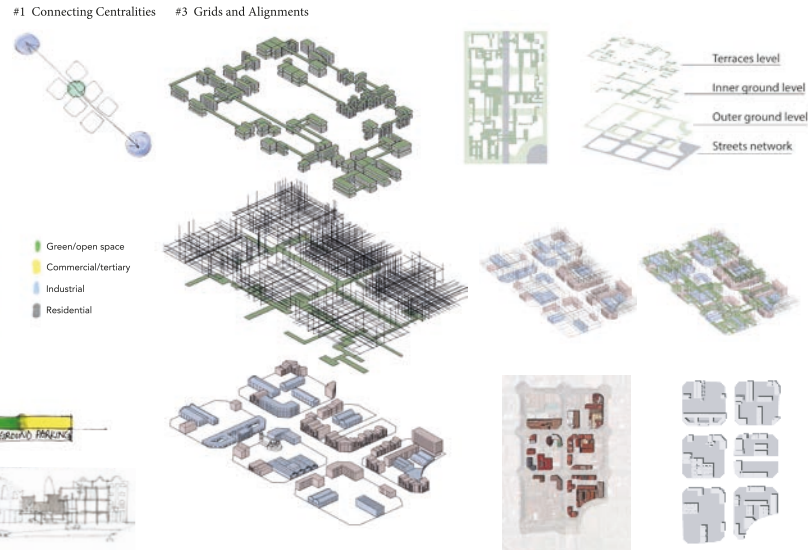 #1 Connecting Centralities
#3 Grids and Alignments
Terraces level
Inner ground level
Outer ground level
Streets network
Green/open space
Commercial/tertiary
Industrial
Residential
PARKING